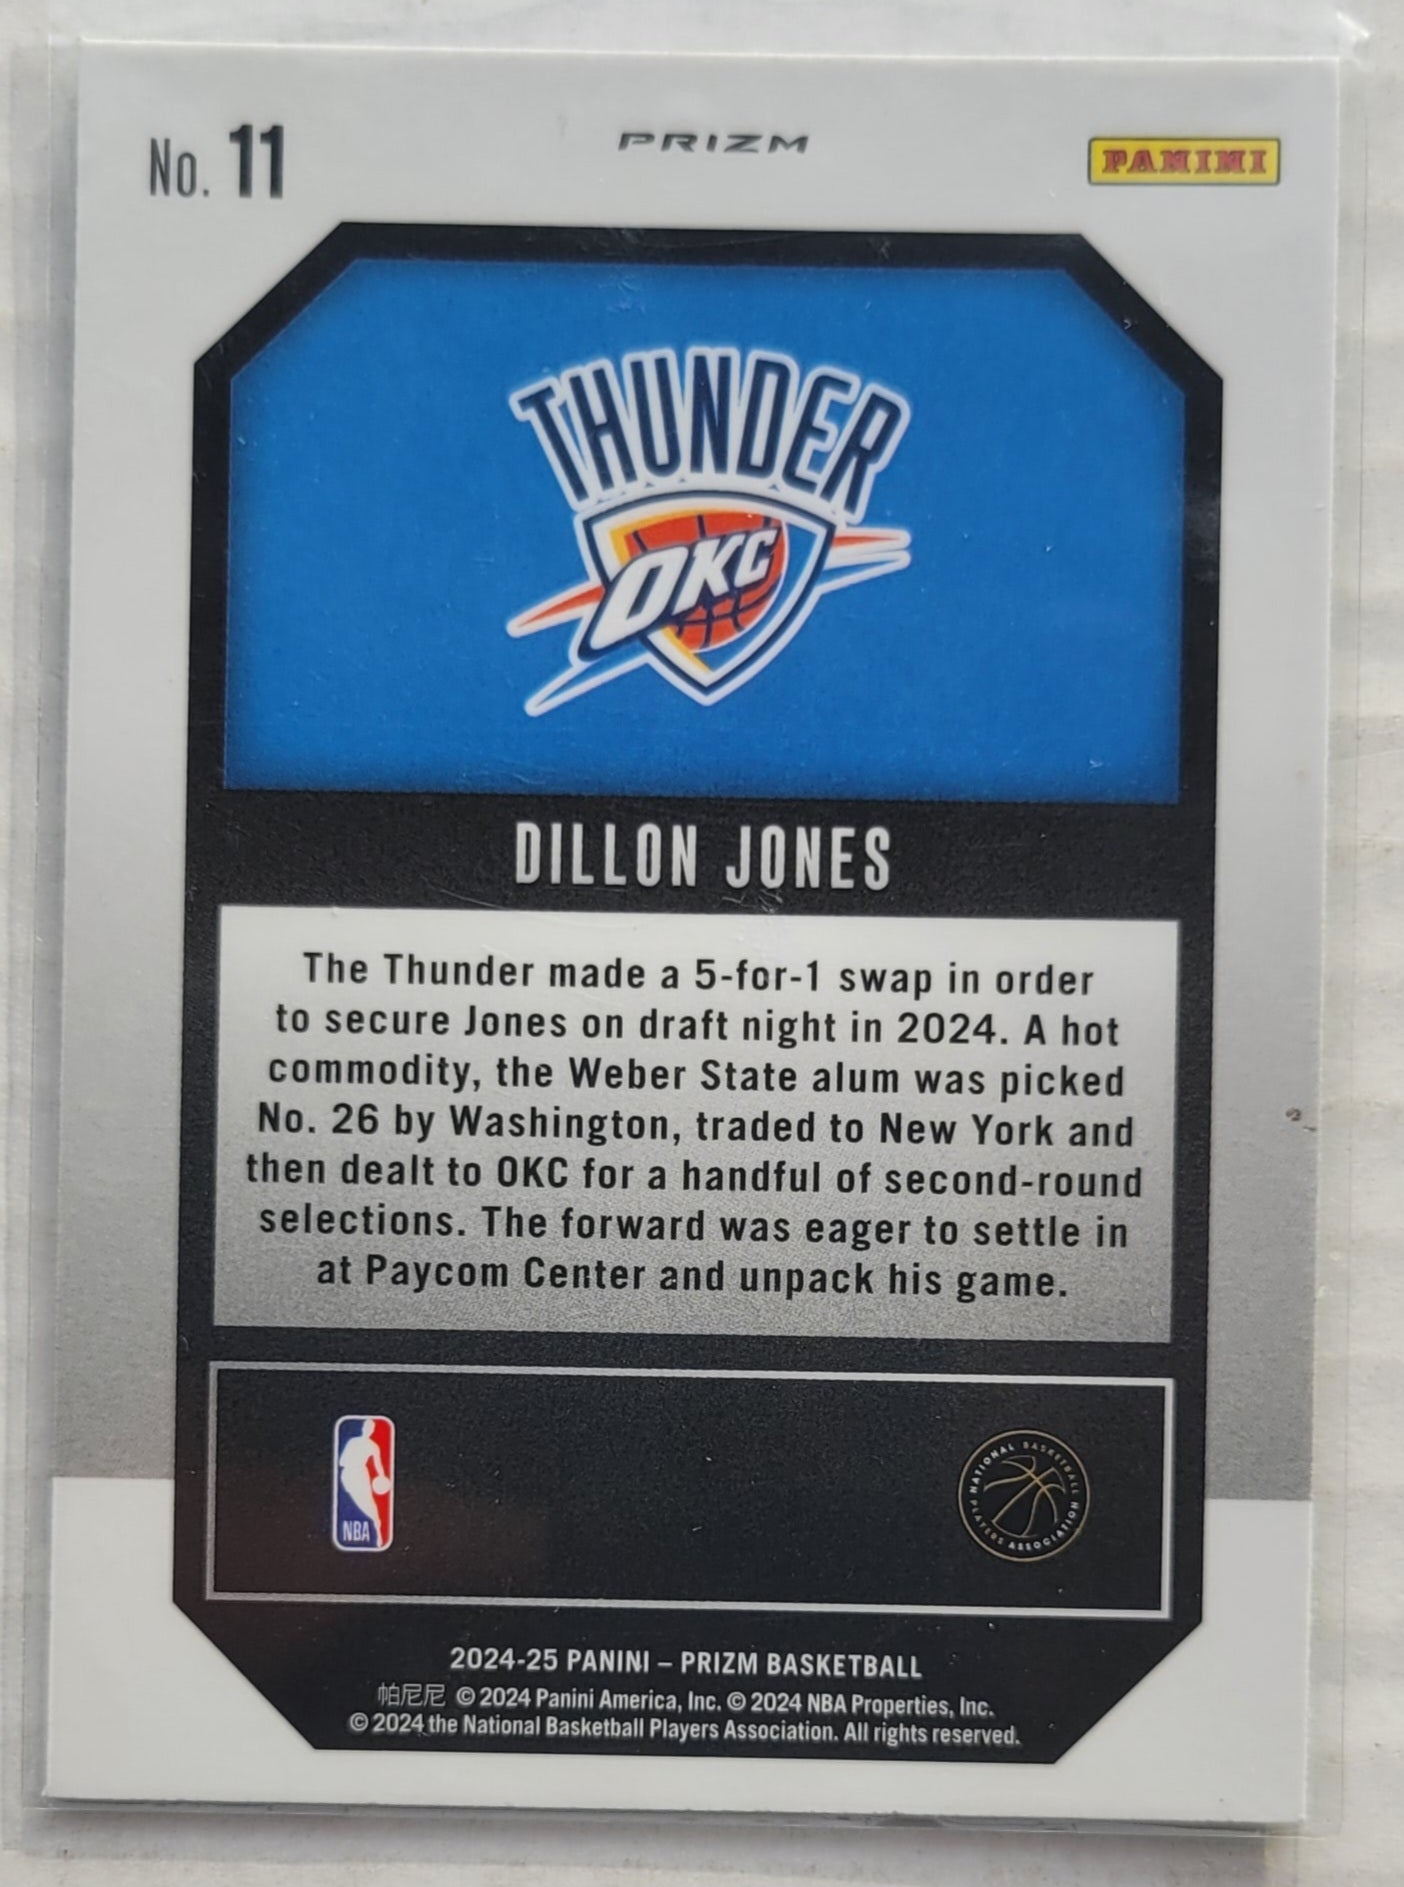 No. 11
PRIZM
PANINI
THUNDER
OKC
DILLON JONES
The Thunder made a 5-for-1 swap in order
to secure Jones on draft night in 2024. A hot
commodity, the Weber State alum was picked
No. 26 by Washington, traded to New York and
then dealt to OKC for a handful of second-round
selections. The forward was eager to settle in
at Paycom Center and unpack his game.
NBA
NATIONAL BASKETBALL PLAYERS ASSOCIATION
2024-25 PANINI – PRIZM BASKETBALL
帕尼尼 © 2024 Panini America, Inc. © 2024 NBA Properties, Inc.
© 2024 the National Basketball Players Association. All rights reserved.